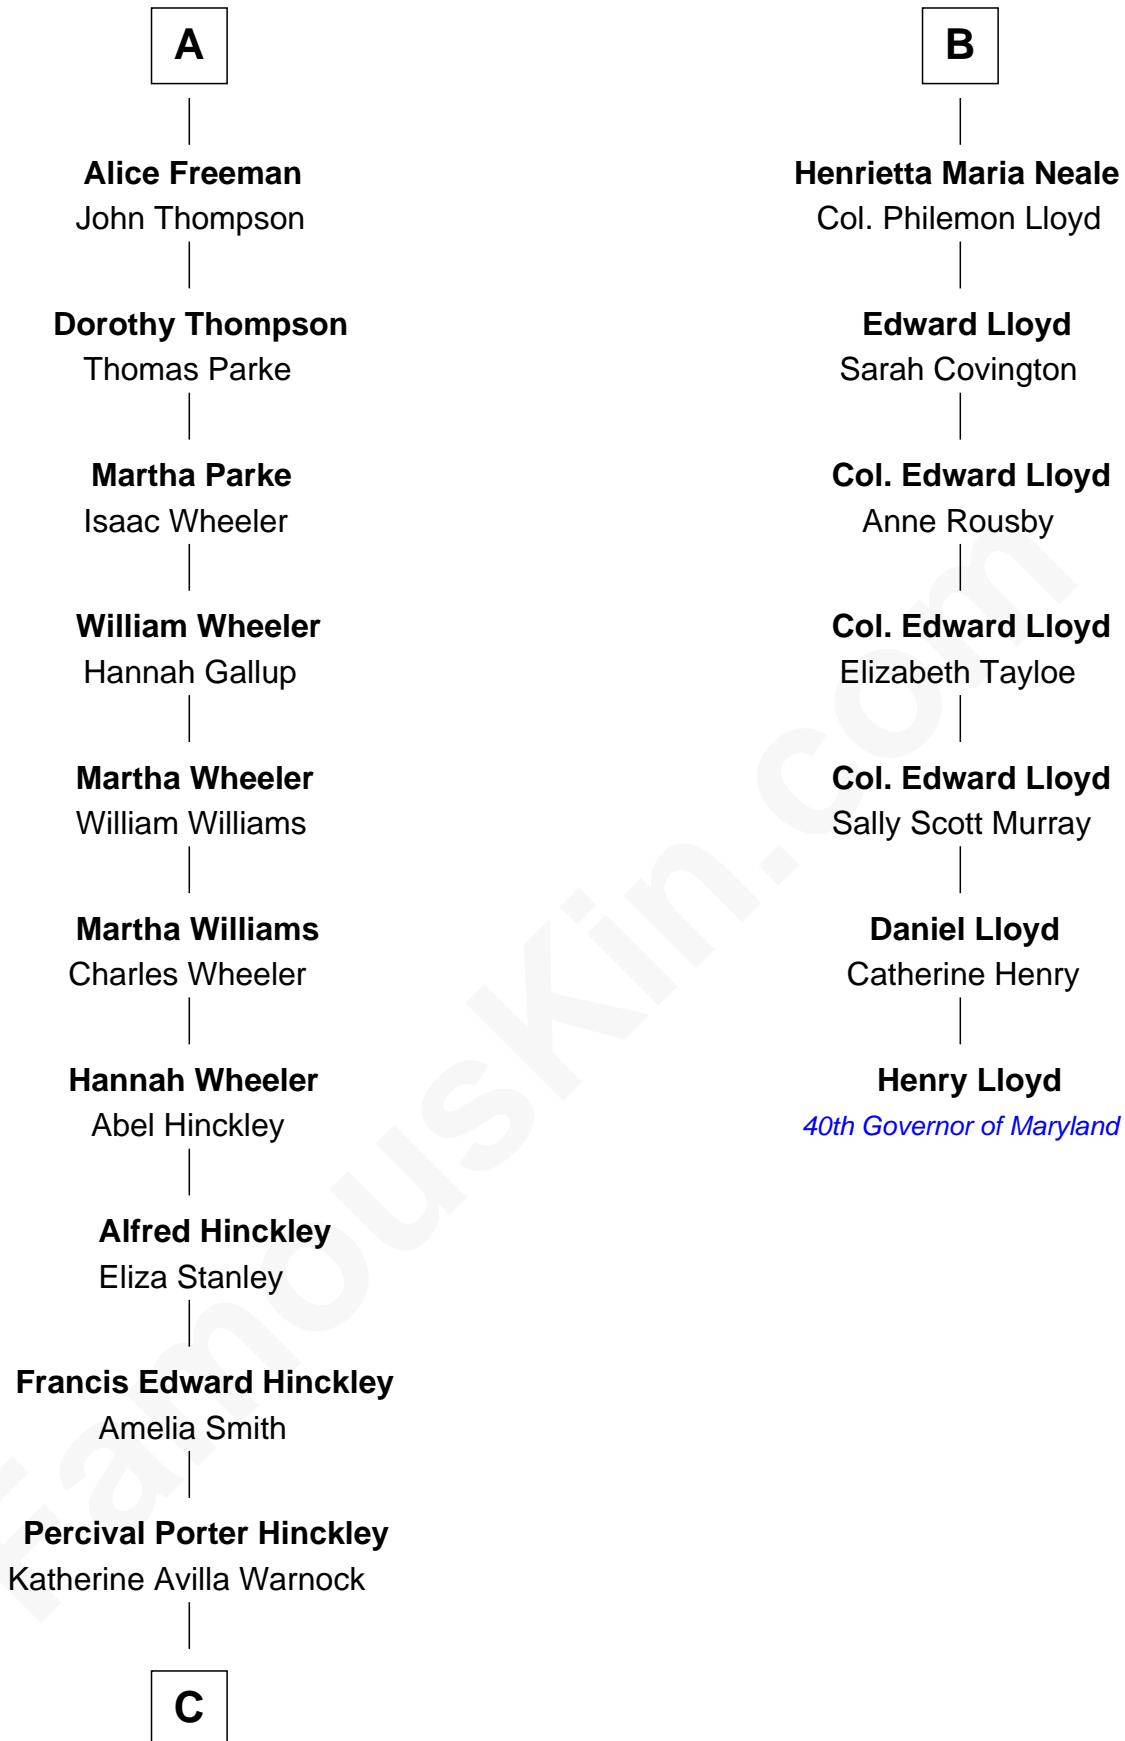 A
Alice Freeman
John Thompson
Dorothy Thompson
Thomas Parke
Martha Parke
Isaac Wheeler
William Wheeler
Hannah Gallup
Martha Wheeler
William Williams
Martha Williams
Charles Wheeler
Hannah Wheeler
Abel Hinckley
Alfred Hinckley
Eliza Stanley
Francis Edward Hinckley
Amelia Smith
Percival Porter Hinckley
Katherine Avilla Warnock
C
B
Henrietta Maria Neale
Col. Philemon Lloyd
Edward Lloyd
Sarah Covington
Col. Edward Lloyd
Anne Rousby
Col. Edward Lloyd
Elizabeth Tayloe
Col. Edward Lloyd
Sally Scott Murray
Daniel Lloyd
Catherine Henry
Henry Lloyd
40th Governor of Maryland
FamousKin.com